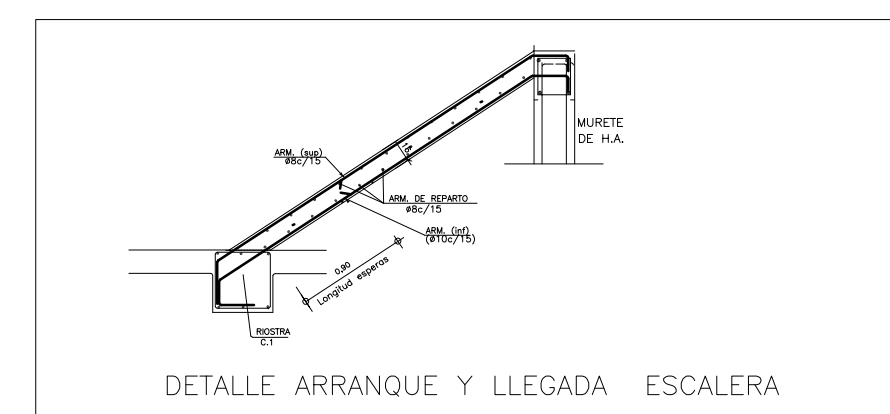 MURETE
DE H.A.
ARM. (sup)
ø8c/15
16
ARM. DE REPARTO
ø8c/15
ARM. (inf)
(ø10c/15)
0,90
Longitud esperas
RIOSTRA
C.1
DETALLE ARRANQUE Y LLEGADA ESCALERA